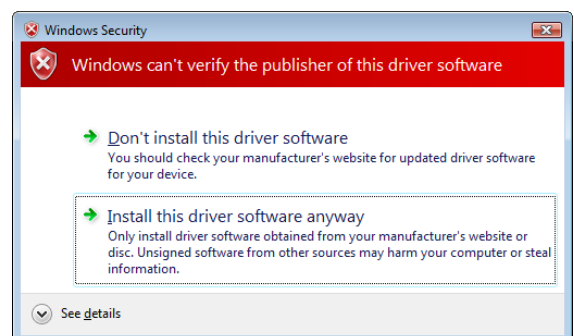 Windows Security
Windows can't verify the publisher of this driver software
Don't install this driver software
You should check your manufacturer's website for updated driver software
for your device.
Install this driver software anyway
Only install driver software obtained from your manufacturer's website or
disc. Unsigned software from other sources may harm your computer or steal
information.
See details